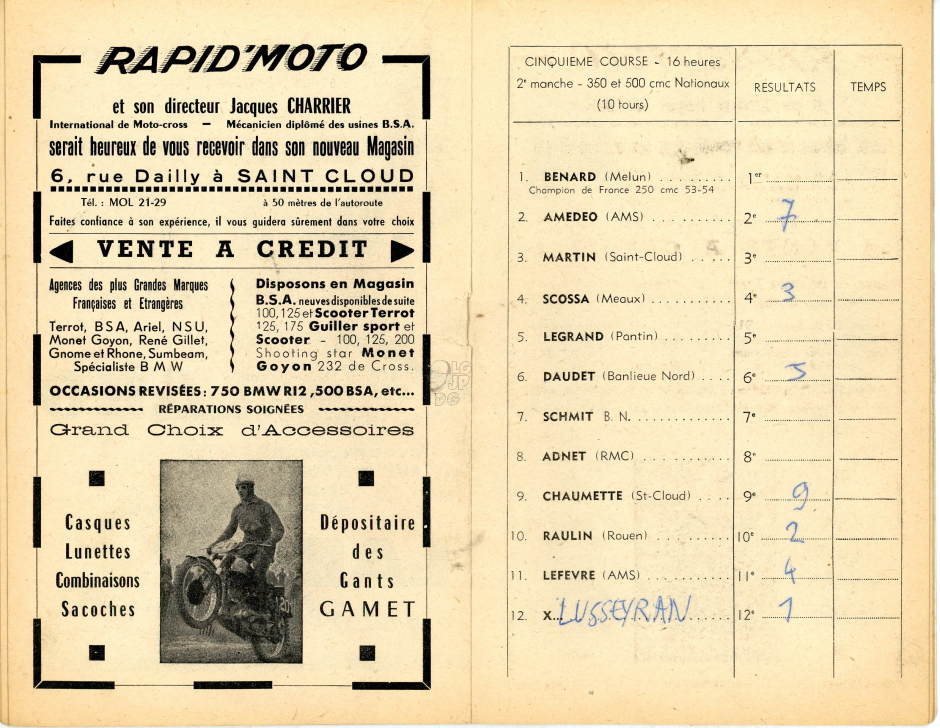 RAPID'MOTO
et son directeur Jacques CHARRIER
International de Moto-cross — Mécanicien diplômé des usines B.S.A.
serait heureux de vous recevoir dans son nouveau Magasin
6, rue Dailly à SAINT CLOUD
Tél. : MOL 21-29 à 50 mètres de l'autoroute
Faites confiance à son expérience, il vous guidera sûrement dans votre choix
VENTE A CREDIT
Agences des plus Grandes Marques
Françaises et Etrangères
Terrot, BSA, Ariel, NSU,
Monet Goyon, René Gillet,
Gnome et Rhone, Sumbeam,
Spécialiste B M W
Disposons en Magasin
B.S.A. neuves disponibles de suite
100, 125 et Scooter Terrot
125, 175 Guiller sport et
Scooter - 100, 125, 200
Shooting star Monet
Goyon 232 de Cross.
OCCASIONS REVISÉES : 750 BMW R12, 500 BSA, etc...
RÉPARATIONS SOIGNÉES
Grand Choix d'Accessoires
Casques
Lunettes
Combinaisons
Sacoches
201
Dépositaire
des
Gants
GAMET
CINQUIEME COURSE - 16 heures
2e manche - 350 et 500 cmc Nationaux
(10 tours)
RESULTATS
TEMPS
1. BENARD (Melun) 1er
Champion de France 250 cmc 53-54
2. AMEDEO (AMS) 2e 7
3. MARTIN (Saint-Cloud) 3e
4. SCOSSA (Meaux) 4e 3
5. LEGRAND (Pantin) 5e
6. DAUDET (Banlieue Nord) 6e 5
7. SCHMIT B. N. 7e
8. ADNET (RMC) 8e
9. CHAUMETTE (St-Cloud) 9e 9
10. RAULIN (Rouen) 10e 2
11. LEFEVRE (AMS) 11e 4
12. X... LUSSEYRAN 12e 1